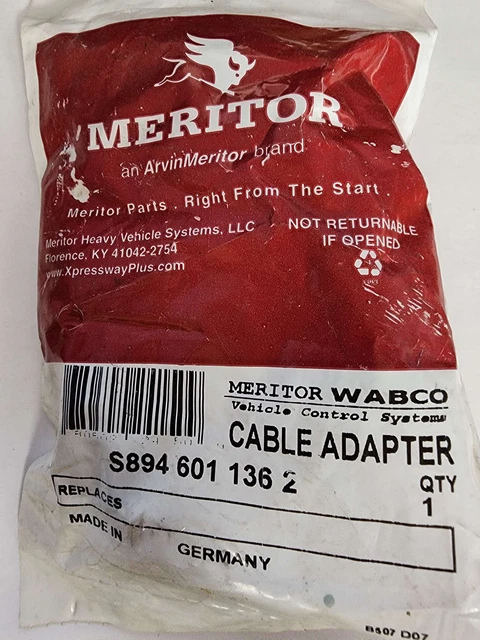 MERITOR
an ArvinMeritor brand
Meritor Parts . Right From The Start .
Meritor Heavy Vehicle Systems, LLC
Florence, KY 41042-2754
www.XpresswayPlus.com
NOT RETURNABLE
IF OPENED
MERITOR WABCO
Vehicle Control Systems
CABLE ADAPTER
S894 601 136 2
QTY
1
REPLACES
MADE IN
GERMANY
B507 D07